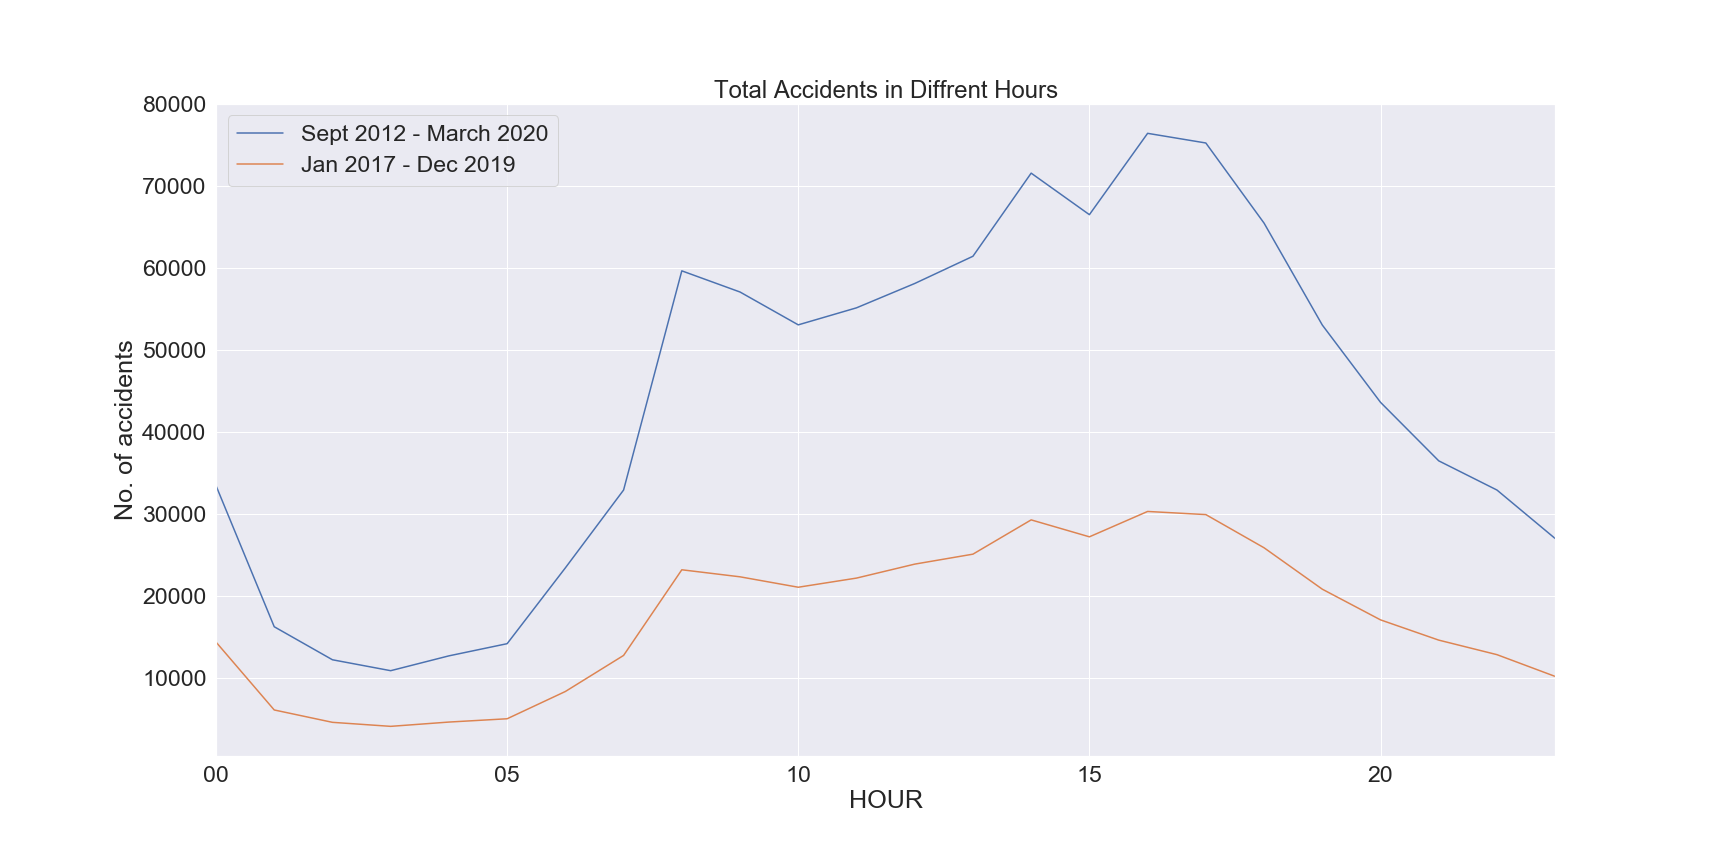 Total Accidents in Diffrent Hours
80000
70000
60000
50000
40000
30000
20000
10000
No. of accidents
Sept 2012 - March 2020
Jan 2017 - Dec 2019
00 05 10 15 20
HOUR